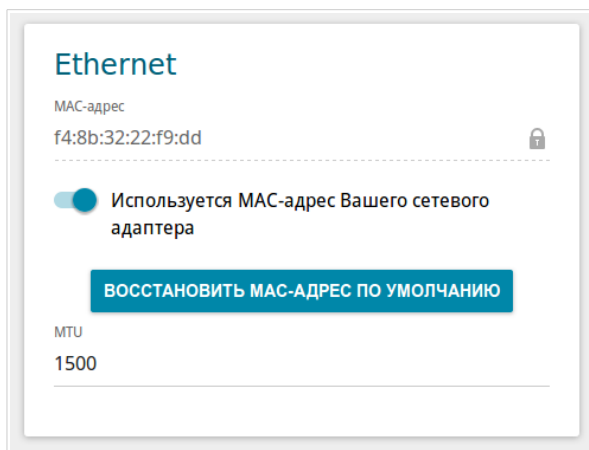 Ethernet
MAC-адрес
f4:8b:32:22:f9:dd
Используется MAC-адрес Вашего сетевого
адаптера
ВОССТАНОВИТЬ MAC-АДРЕС ПО УМОЛЧАНИЮ
MTU
1500